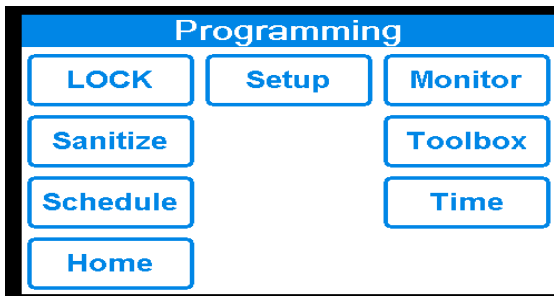 Programming
LOCK Setup Monitor
Sanitize Toolbox
Schedule Time
Home